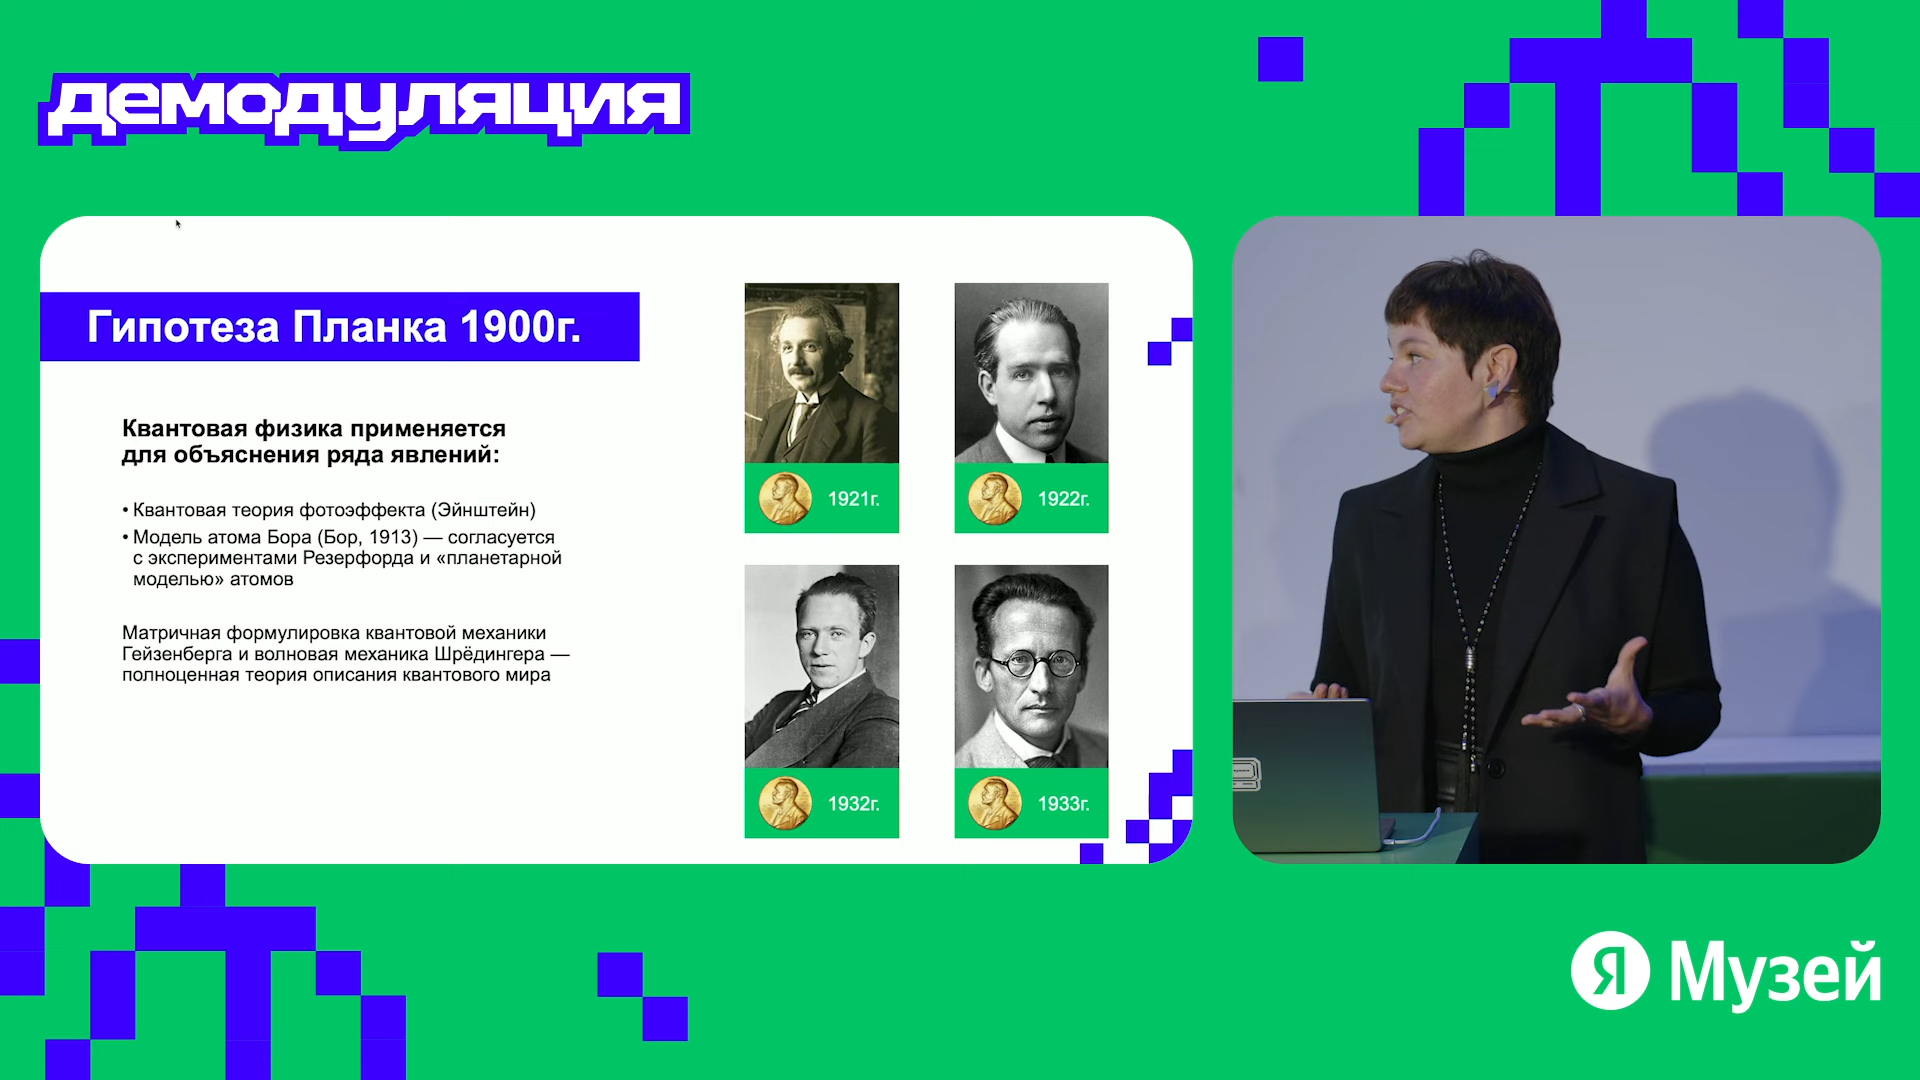 демодуляция
Гипотеза Планка 1900г.
Квантовая физика применяется
для объяснения ряда явлений:
• Квантовая теория фотоэффекта (Эйнштейн)
• Модель атома Бора (Бор, 1913) — согласуется
с экспериментами Резерфорда и «планетарной
моделью» атомов
Матричная формулировка квантовой механики
Гейзенберга и волновая механика Шрёдингера —
полноценная теория описания квантового мира
1921г.
1922г.
1932г.
1933г.
Я Музей